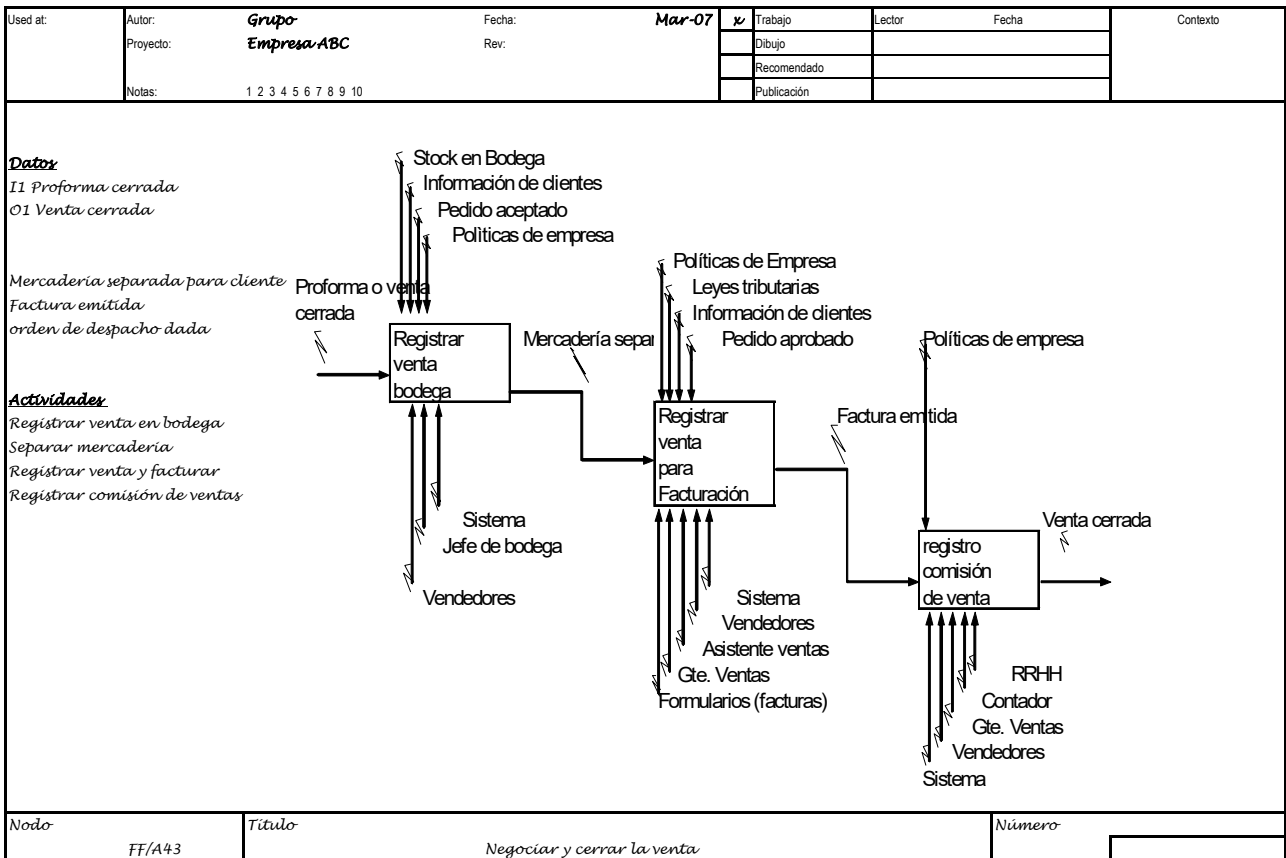 Used at:
Autor: Grupo Fecha: Mar-07 x Trabajo Lector Fecha Contexto
Proyecto: Empresa ABC Rev: Dibujo
Recomendado
Notas: 1 2 3 4 5 6 7 8 9 10 Publicación
Datos
I1 Proforma cerrada
O1 Venta cerrada
Mercadería separada para cliente
Factura emitida
orden de despacho dada
Actividades
Registrar venta en bodega
Separar mercadería
Registrar venta y facturar
Registrar comisión de ventas
Stock en Bodega
Información de clientes
Pedido aceptado
Polìticas de empresa
Proforma o venta
cerrada
Registrar
venta
bodega
Mercadería separ
Sistema
Jefe de bodega
Vendedores
Políticas de Empresa
Leyes tributarias
Información de clientes
Pedido aprobado
Registrar
venta
para
Facturación
Factura emitida
Sistema
Vendedores
Asistente ventas
Gte. Ventas
Formularios (facturas)
Políticas de empresa
registro
comisión
de venta
Venta cerrada
RRHH
Contador
Gte. Ventas
Vendedores
Sistema
Nodo Título Número
FF/A43 Negociar y cerrar la venta